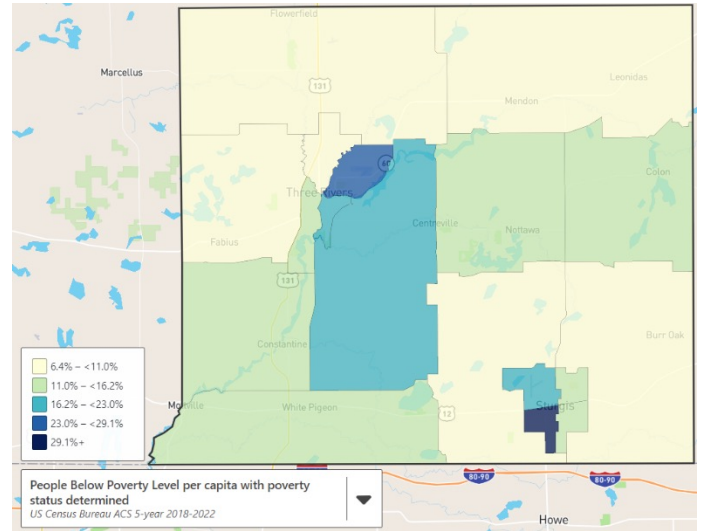 Flowerfield
Marcellus
131
Leonidas
Mendon
60
Three Rivers
Colon
Centreville
Nottawa
Fabius
131
Constantine
Burr Oak
6.4% – <11.0%
11.0% – <16.2%
16.2% – <23.0%
23.0% – <29.1%
29.1%+
White Pigeon
12
Sturgis
80-90
80-90
People Below Poverty Level per capita with poverty
status determined
US Census Bureau ACS 5-year 2018-2022
Howe